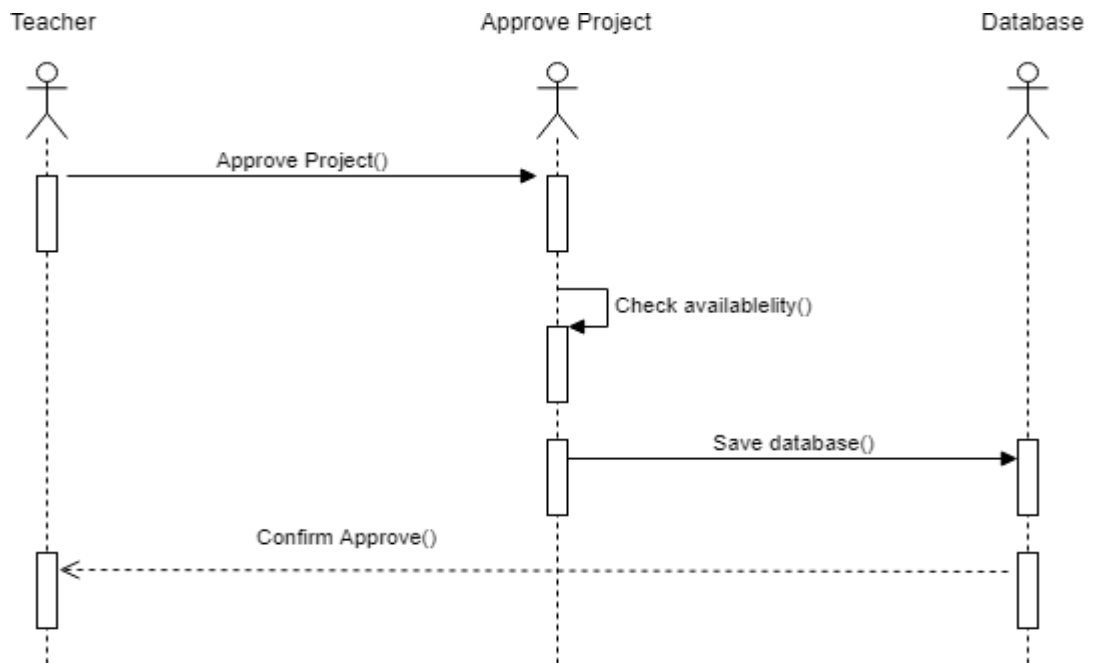 Teacher
Approve Project
Database
Approve Project()
Check availablelity()
Save database()
Confirm Approve()